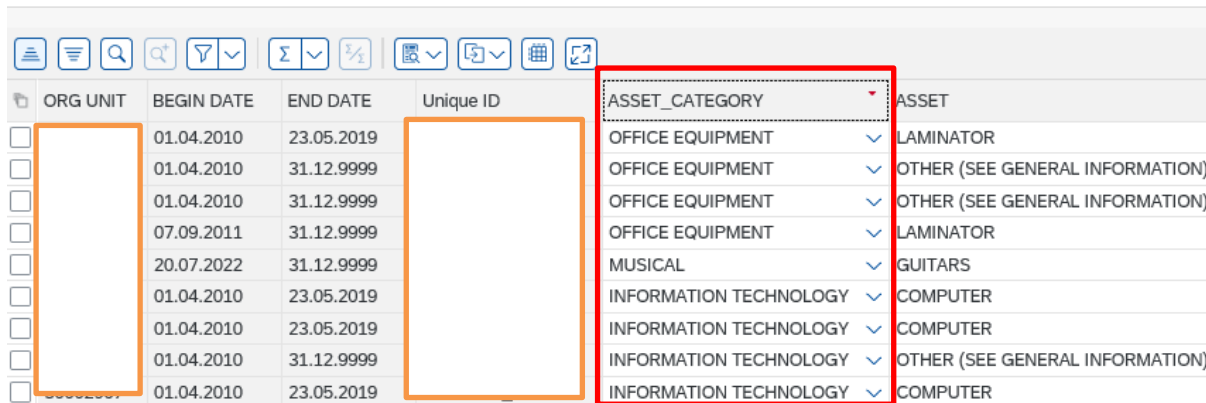 ORG UNIT BEGIN DATE END DATE Unique ID ASSET_CATEGORY ASSET
01.04.2010 23.05.2019 OFFICE EQUIPMENT LAMINATOR
01.04.2010 31.12.9999 OFFICE EQUIPMENT OTHER (SEE GENERAL INFORMATION)
01.04.2010 31.12.9999 OFFICE EQUIPMENT OTHER (SEE GENERAL INFORMATION)
07.09.2011 31.12.9999 OFFICE EQUIPMENT LAMINATOR
20.07.2022 31.12.9999 MUSICAL GUITARS
01.04.2010 23.05.2019 INFORMATION TECHNOLOGY COMPUTER
01.04.2010 23.05.2019 INFORMATION TECHNOLOGY COMPUTER
01.04.2010 31.12.9999 INFORMATION TECHNOLOGY OTHER (SEE GENERAL INFORMATION)
01.04.2010 23.05.2019 INFORMATION TECHNOLOGY COMPUTER